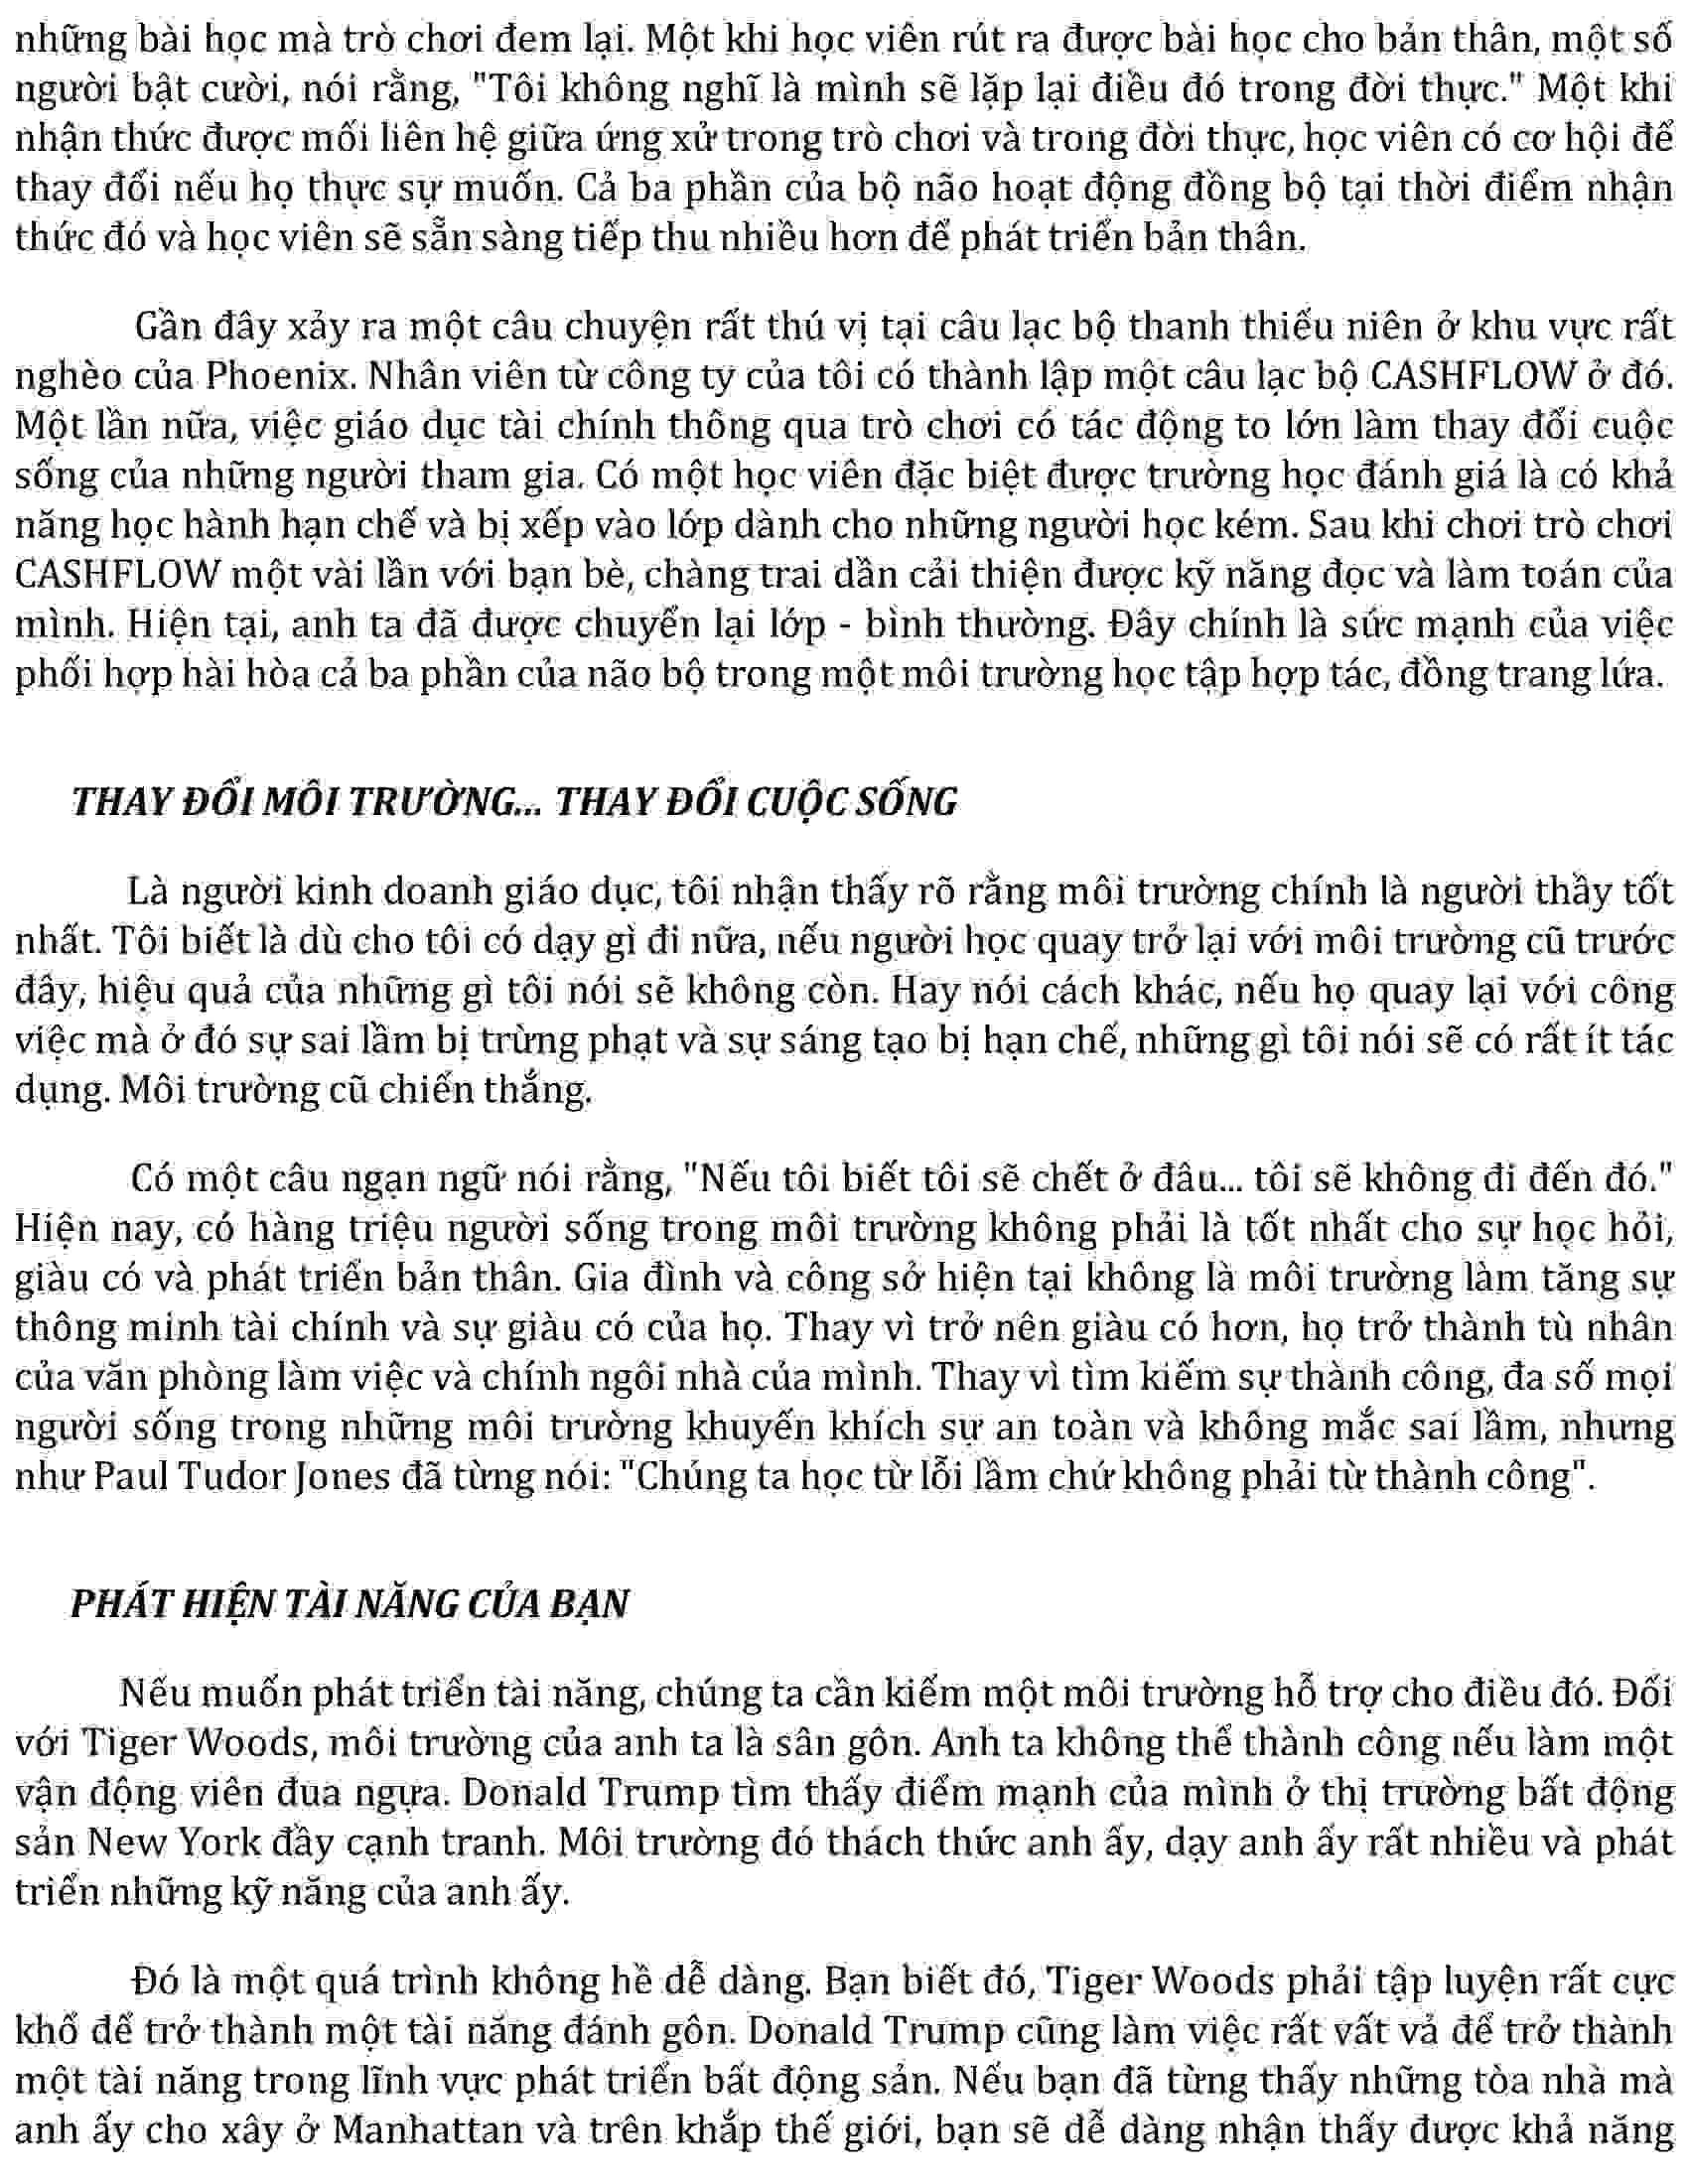 những bài học mà trò chơi đem lại. Một khi học viên rút ra được bài học cho bản thân, một số
người bật cười, nói rằng, "Tôi không nghĩ là mình sẽ lặp lại điều đó trong đời thực." Một khi
nhận thức được mối liên hệ giữa ứng xử trong trò chơi và trong đời thực, học viên có cơ hội để
thay đổi nếu họ thực sự muốn. Cả ba phần của bộ não hoạt động đồng bộ tại thời điểm nhận
thức đó và học viên sẽ sẵn sàng tiếp thu nhiều hơn để phát triển bản thân.
Gần đây xảy ra một câu chuyện rất thú vị tại câu lạc bộ thanh thiếu niên ở khu vực rất
nghèo của Phoenix. Nhân viên từ công ty của tôi có thành lập một câu lạc bộ CASHFLOW ở đó.
Một lần nữa, việc giáo dục tài chính thông qua trò chơi có tác động to lớn làm thay đổi cuộc
sống của những người tham gia. Có một học viên đặc biệt được trường học đánh giá là có khả
năng học hành hạn chế và bị xếp vào lớp dành cho những người học kém. Sau khi chơi trò chơi
CASHFLOW một vài lần với bạn bè, chàng trai dần cải thiện được kỹ năng đọc và làm toán của
mình. Hiện tại, anh ta đã được chuyển lại lớp - bình thường. Đây chính là sức mạnh của việc
phối hợp hài hòa cả ba phần của não bộ trong một môi trường học tập hợp tác, đồng trang lứa.
THAY ĐỔI MÔI TRƯỜNG... THAY ĐỔI CUỘC SỐNG
Là người kinh doanh giáo dục, tôi nhận thấy rõ rằng môi trường chính là người thầy tốt
nhất. Tôi biết là dù cho tôi có dạy gì đi nữa, nếu người học quay trở lại với môi trường cũ trước
đây, hiệu quả của những gì tôi nói sẽ không còn. Hay nói cách khác, nếu họ quay lại với công
việc mà ở đó sự sai lầm bị trừng phạt và sự sáng tạo bị hạn chế, những gì tôi nói sẽ có rất ít tác
dụng. Môi trường cũ chiến thắng.
Có một câu ngạn ngữ nói rằng, "Nếu tôi biết tôi sẽ chết ở đâu... tôi sẽ không đi đến đó."
Hiện nay, có hàng triệu người sống trong môi trường không phải là tốt nhất cho sự học hỏi,
giàu có và phát triển bản thân. Gia đình và công sở hiện tại không là môi trường làm tăng sự
thông minh tài chính và sự giàu có của họ. Thay vì trở nên giàu có hơn, họ trở thành tù nhân
của văn phòng làm việc và chính ngôi nhà của mình. Thay vì tìm kiếm sự thành công, đa số mọi
người sống trong những môi trường khuyến khích sự an toàn và không mắc sai lầm, nhưng
như Paul Tudor Jones đã từng nói: "Chúng ta học từ lỗi lầm chứ không phải từ thành công".
PHÁT HIỆN TÀI NĂNG CỦA BẠN
Nếu muốn phát triển tài năng, chúng ta cần kiếm một môi trường hỗ trợ cho điều đó. Đối
với Tiger Woods, môi trường của anh ta là sân gôn. Anh ta không thể thành công nếu làm một
vận động viên đua ngựa. Donald Trump tìm thấy điểm mạnh của mình ở thị trường bất động
sản New York đầy cạnh tranh. Môi trường đó thách thức anh ấy, dạy anh ấy rất nhiều và phát
triển những kỹ năng của anh ấy.
Đó là một quá trình không hề dễ dàng. Bạn biết đó, Tiger Woods phải tập luyện rất cực
khổ để trở thành một tài năng đánh gôn. Donald Trump cũng làm việc rất vất vả để trở thành
một tài năng trong lĩnh vực phát triển bất động sản. Nếu bạn đã từng thấy những tòa nhà mà
anh ấy cho xây ở Manhattan và trên khắp thế giới, bạn sẽ dễ dàng nhận thấy được khả năng